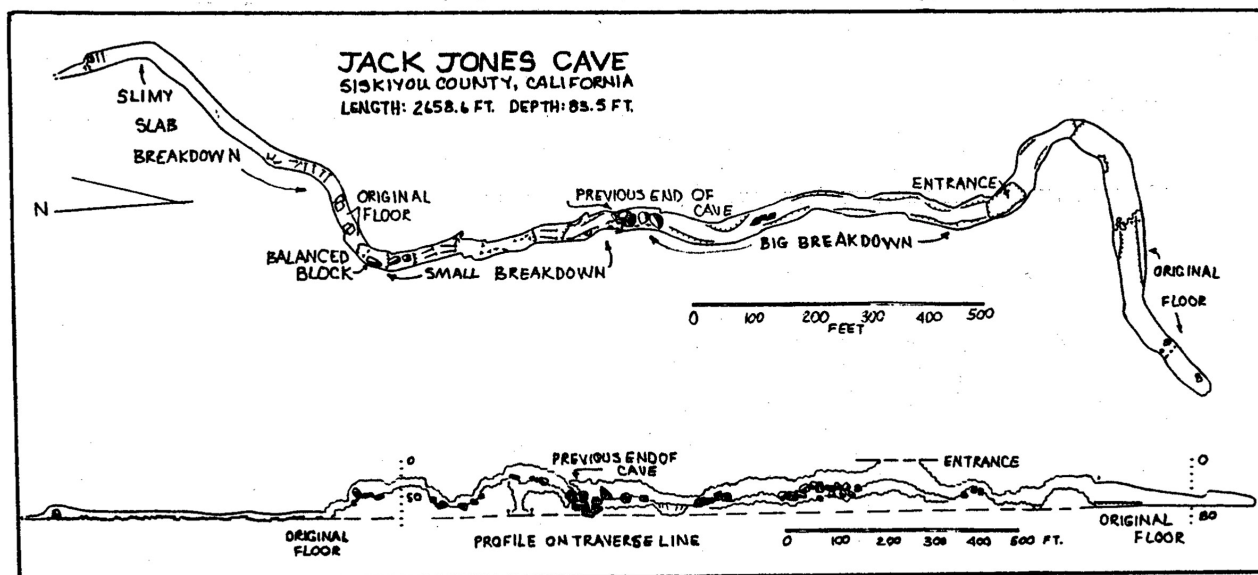 JACK JONES CAVE
SISKIYOU COUNTY, CALIFORNIA
LENGTH: 2658.6 FT. DEPTH: 83.5 FT.
SLIMY
SLAB
BREAKDOWN
N
ORIGINAL
FLOOR
BALANCED
BLOCK
SMALL BREAKDOWN
PREVIOUS END OF
CAVE
BIG BREAKDOWN
ENTRANCE
ORIGINAL
FLOOR
0 100 200 300 400 500
FEET
PREVIOUS END OF
CAVE
ENTRANCE
0
50
0
80
ORIGINAL
FLOOR
PROFILE ON TRAVERSE LINE
0 100 200 300 400 500 FT.
ORIGINAL
FLOOR